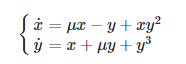 ẋ = μx − y + xy²
ẏ = x + μy + y³